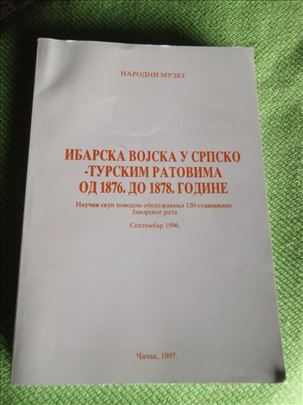 НАРОДНИ МУЗЕЈ
ИБАРСКА ВОЈСКА У СРПСКО
-ТУРСКИМ РАТОВИМА
ОД 1876. ДО 1878. ГОДИНЕ
Научни скуп поводом обележавања 120-годишњице
Јаворског рата
Септембар 1996.
Чачак, 1997.